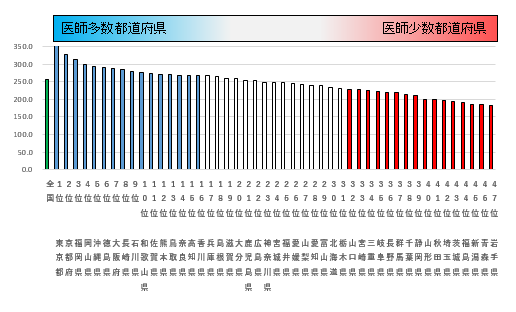 医師多数都道府県
医師少数都道府県
350.0
300.0
250.0
200.0
150.0
100.0
50.0
0.0
全国
1位 東京都
2位 京都府
3位 福岡県
4位 岡山県
5位 沖縄県
6位 徳島県
7位 大阪府
8位 長崎県
9位 石川県
10位 和歌山県
11位 佐賀県
12位 熊本県
13位 鳥取県
14位 奈良県
15位 高知県
16位 香川県
17位 兵庫県
18位 島根県
19位 滋賀県
20位 大分県
21位 鹿児島県
22位 広島県
23位 神奈川県
24位 宮城県
25位 福井県
26位 愛媛県
27位 山梨県
28位 愛知県
29位 富山県
30位 北海道
31位 栃木県
32位 山口県
33位 宮崎県
34位 三重県
35位 岐阜県
36位 長野県
37位 群馬県
38位 千葉県
39位 静岡県
40位 山形県
41位 秋田県
42位 埼玉県
43位 茨城県
44位 福島県
45位 新潟県
46位 青森県
47位 岩手県